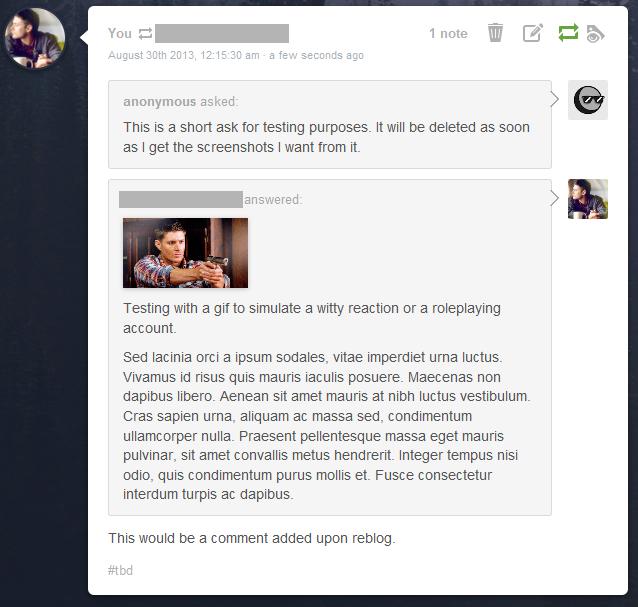 You
1 note
August 30th 2013, 12:15:30 am · a few seconds ago
anonymous asked:
This is a short ask for testing purposes. It will be deleted as soon
as I get the screenshots I want from it.
answered:
Testing with a gif to simulate a witty reaction or a roleplaying
account.
Sed lacinia orci a ipsum sodales, vitae imperdiet urna luctus.
Vivamus id risus quis mauris iaculis posuere. Maecenas non
dapibus libero. Aenean sit amet mauris at nibh luctus vestibulum.
Cras sapien urna, aliquam ac massa sed, condimentum
ullamcorper nulla. Praesent pellentesque massa eget mauris
pulvinar, sit amet convallis metus hendrerit. Integer tempus nisi
odio, quis condimentum purus mollis et. Fusce consectetur
interdum turpis ac dapibus.
This would be a comment added upon reblog.
#tbd